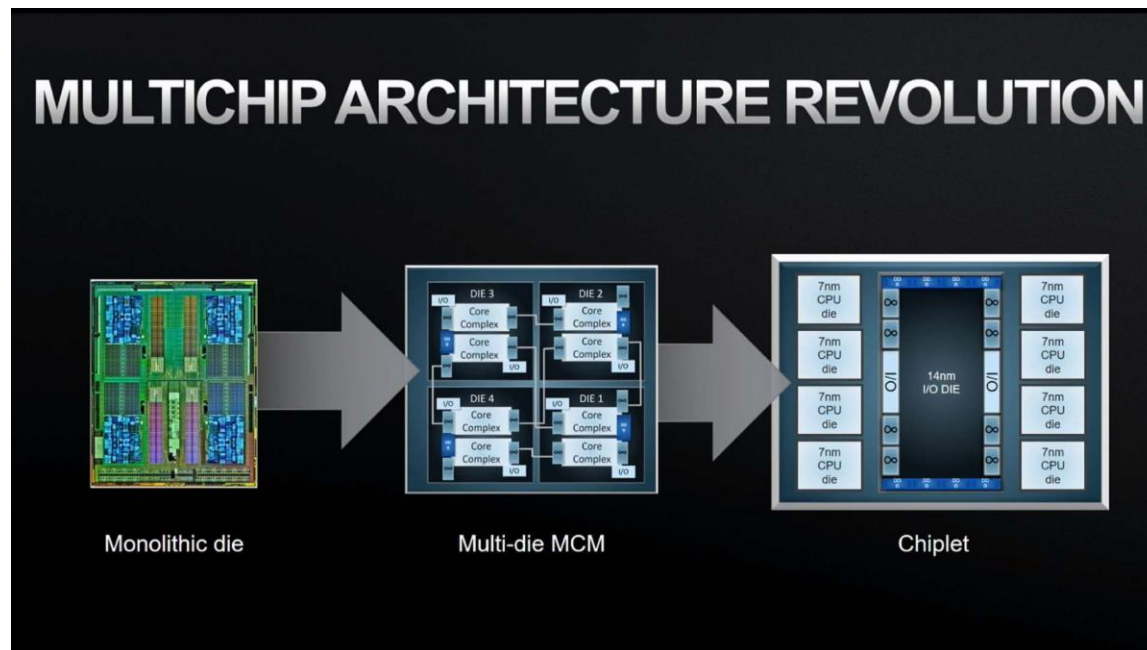 MULTICHIP ARCHITECTURE REVOLUTION
DIE 3
I/O
Core
Complex
Core
Complex
I/O
DIE 2
I/O
Core
Complex
Core
Complex
I/O
DIE 4
I/O
Core
Complex
Core
Complex
I/O
DIE 1
I/O
Core
Complex
Core
Complex
I/O
7nm
CPU
die
7nm
CPU
die
7nm
CPU
die
7nm
CPU
die
∞
∞
I/O
∞
∞
14nm
I/O DIE
∞
∞
I/O
∞
∞
7nm
CPU
die
7nm
CPU
die
7nm
CPU
die
7nm
CPU
die
Monolithic die
Multi-die MCM
Chiplet